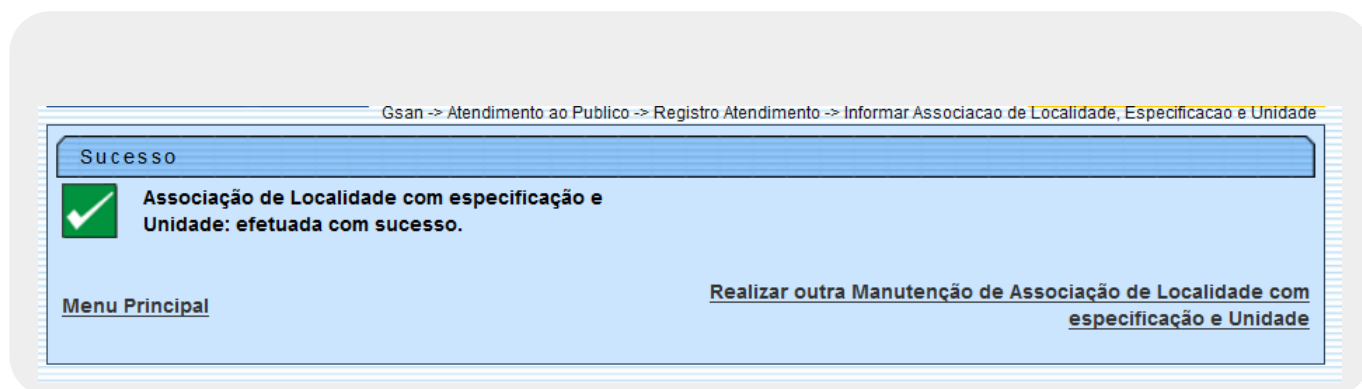 Gsan -> Atendimento ao Publico -> Registro Atendimento -> Informar Associacao de Localidade, Especificacao e Unidade
Sucesso
Associação de Localidade com especificação e
Unidade: efetuada com sucesso.
Menu Principal
Realizar outra Manutenção de Associação de Localidade com
especificação e Unidade